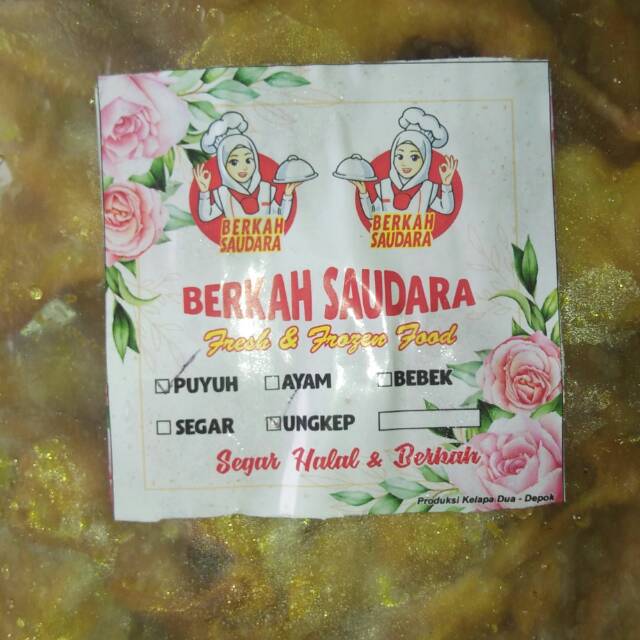 BERKAH
SAUDARA
BERKAH
SAUDARA
BERKAH SAUDARA
Fresh & Frozen Food
PUYUH AYAM BEBEK
SEGAR UNGKEP
Segar Halal & Berkah
Produksi Kelapa Dua - Depok